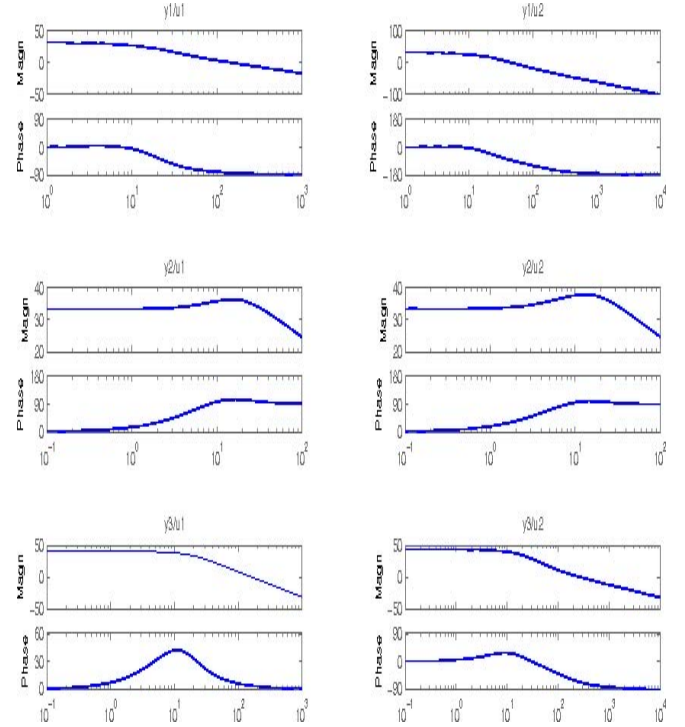 y1/u1
Magn
50
0
-50
Phase
90
0
-90
10^0 10^1 10^2 10^3
y1/u2
Magn
100
0
-100
Phase
180
0
-180
10^0 10^1 10^2 10^3 10^4
y2/u1
Magn
40
30
20
Phase
180
90
0
10^-1 10^0 10^1 10^2
y2/u2
Magn
40
30
20
Phase
180
90
0
10^-1 10^0 10^1 10^2
y3/u1
Magn
50
0
-50
Phase
60
30
0
10^-1 10^0 10^1 10^2 10^3
y3/u2
Magn
50
0
-50
Phase
90
0
-90
10^-1 10^0 10^1 10^2 10^3 10^4